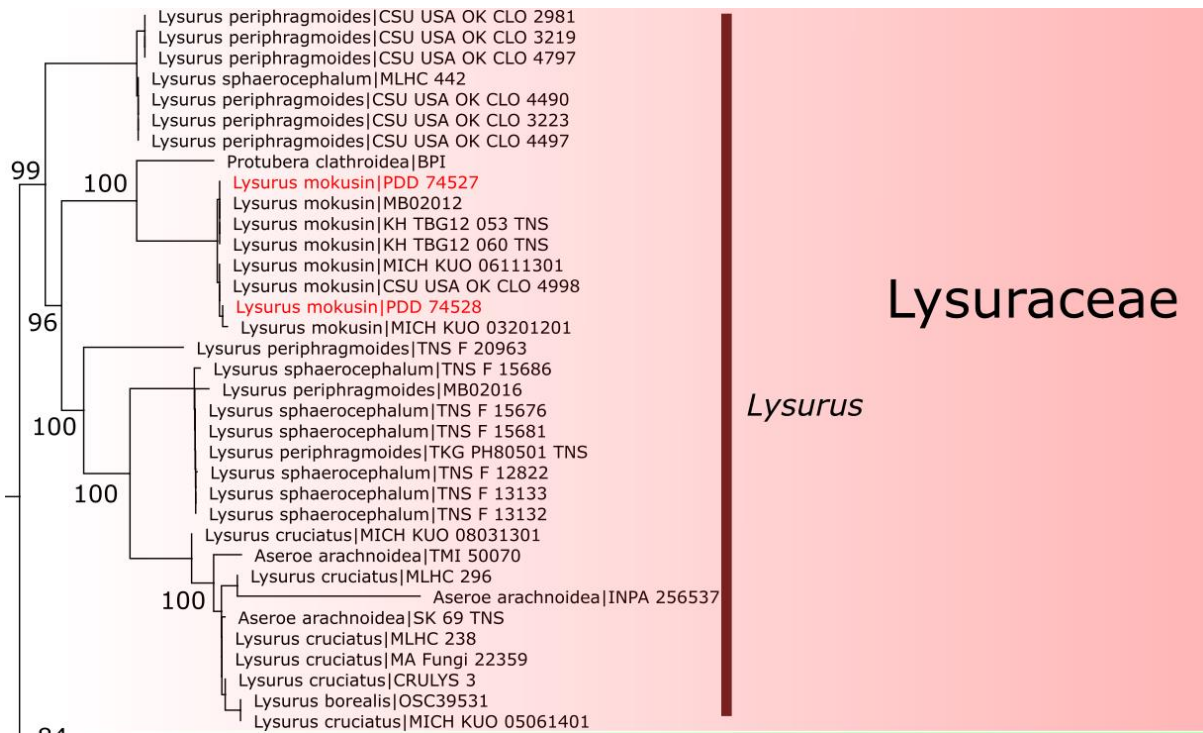 Lysurus periphragmoides|CSU USA OK CLO 2981
Lysurus periphragmoides|CSU USA OK CLO 3219
Lysurus periphragmoides|CSU USA OK CLO 4797
Lysurus sphaerocephalum|MLHC 442
Lysurus periphragmoides|CSU USA OK CLO 4490
Lysurus periphragmoides|CSU USA OK CLO 3223
Lysurus periphragmoides|CSU USA OK CLO 4497
Protubera clathroidea|BPI
99
100
Lysurus mokusin|PDD 74527
Lysurus mokusin|MB02012
Lysurus mokusin|KH TBG12 053 TNS
Lysurus mokusin|KH TBG12 060 TNS
Lysurus mokusin|MICH KUO 06111301
Lysurus mokusin|CSU USA OK CLO 4998
Lysuraceae
Lysurus mokusin|PDD 74528
96
Lysurus mokusin|MICH KUO 03201201
Lysurus periphragmoides|TNS F 20963
Lysurus sphaerocephalum|TNS F 15686
Lysurus periphragmoides|MB02016
Lysurus
Lysurus sphaerocephalum|TNS F 15676
100
Lysurus sphaerocephalum|TNS F 15681
Lysurus periphragmoides|TKG PH80501 TNS
Lysurus sphaerocephalum|TNS F 12822
100
Lysurus sphaerocephalum|TNS F 13133
Lysurus sphaerocephalum|TNS F 13132
Lysurus cruciatus|MICH KUO 08031301
Aseroe arachnoidea|TMI 50070
Lysurus cruciatus|MLHC 296
100
Aseroe arachnoidea|INPA 256537
Aseroe arachnoidea|SK 69 TNS
Lysurus cruciatus|MLHC 238
Lysurus cruciatus|MA Fungi 22359
Lysurus cruciatus|CRULYS 3
Lysurus borealis|OSC39531
Lysurus cruciatus|MICH KUO 05061401